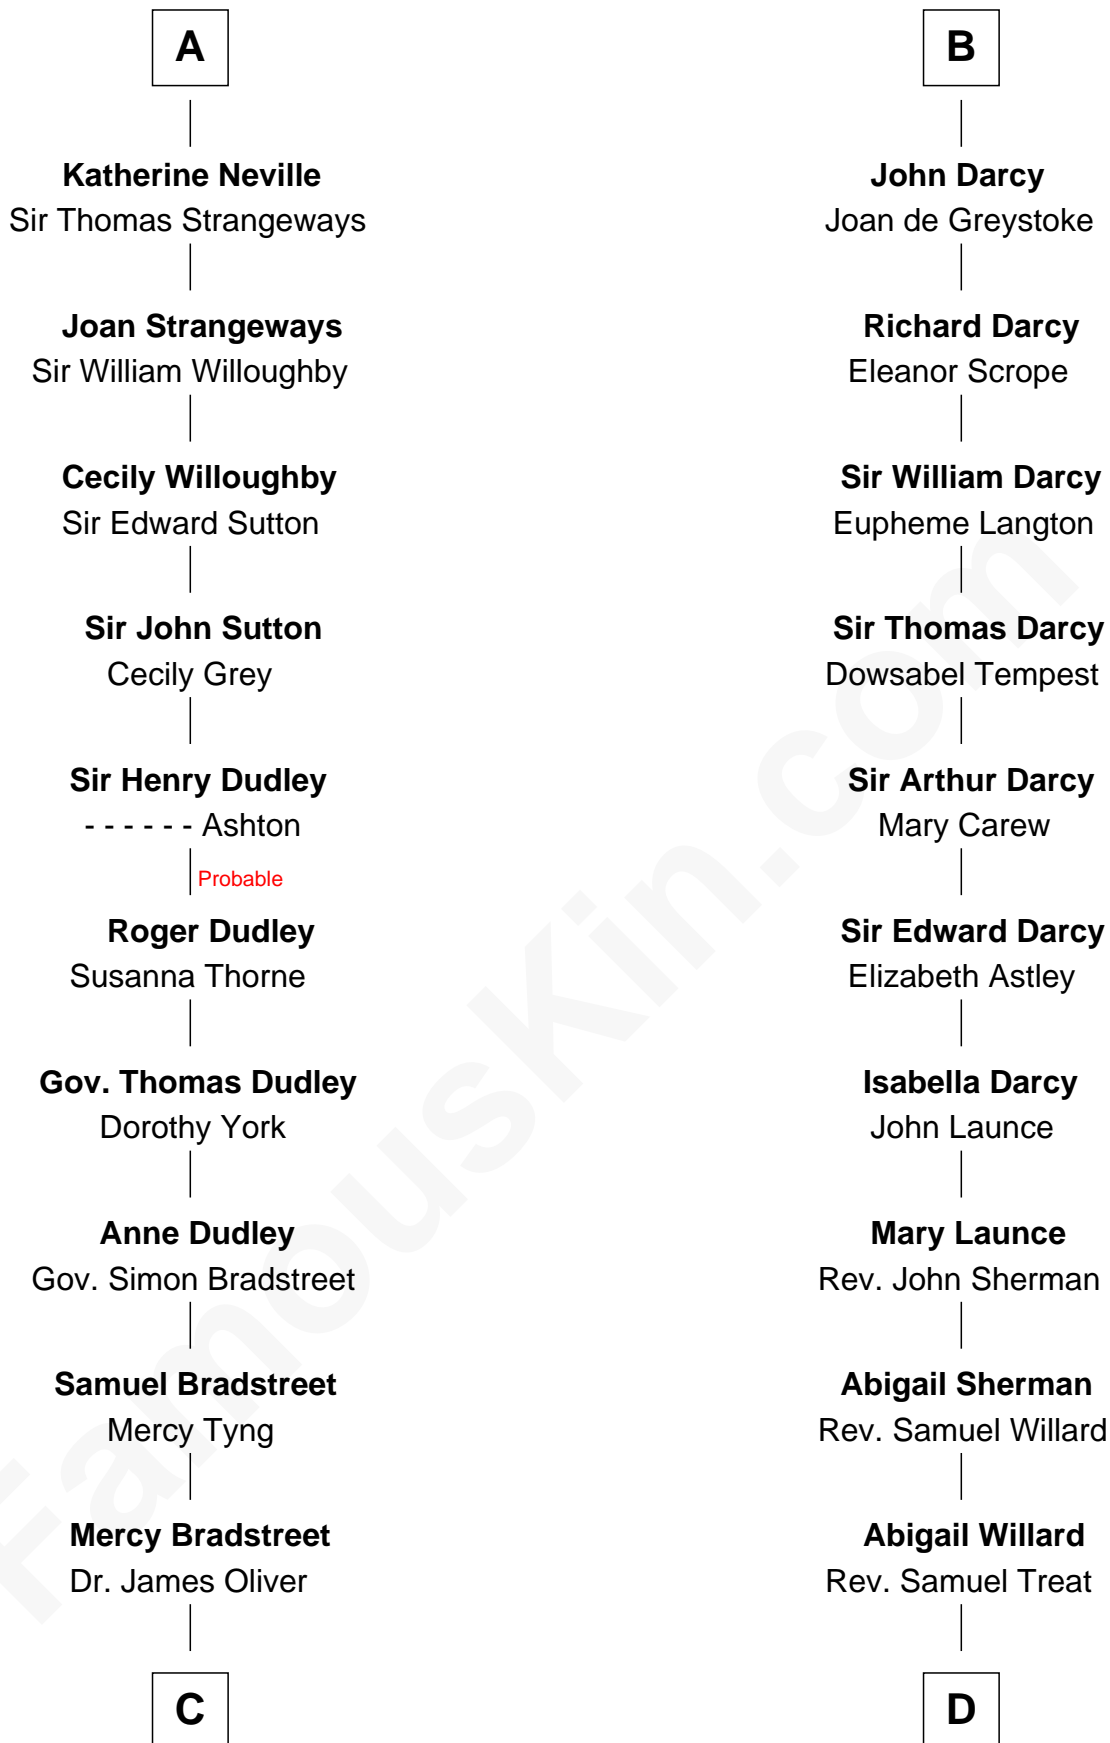 A
Katherine Neville
Sir Thomas Strangeways
Joan Strangeways
Sir William Willoughby
Cecily Willoughby
Sir Edward Sutton
Sir John Sutton
Cecily Grey
Sir Henry Dudley
- - - - - - Ashton
Probable
Roger Dudley
Susanna Thorne
Gov. Thomas Dudley
Dorothy York
Anne Dudley
Gov. Simon Bradstreet
Samuel Bradstreet
Mercy Tyng
Mercy Bradstreet
Dr. James Oliver
C
B
John Darcy
Joan de Greystoke
Richard Darcy
Eleanor Scrope
Sir William Darcy
Eupheme Langton
Sir Thomas Darcy
Dowsabel Tempest
Sir Arthur Darcy
Mary Carew
Sir Edward Darcy
Elizabeth Astley
Isabella Darcy
John Launce
Mary Launce
Rev. John Sherman
Abigail Sherman
Rev. Samuel Willard
Abigail Willard
Rev. Samuel Treat
D
FamousKin.com